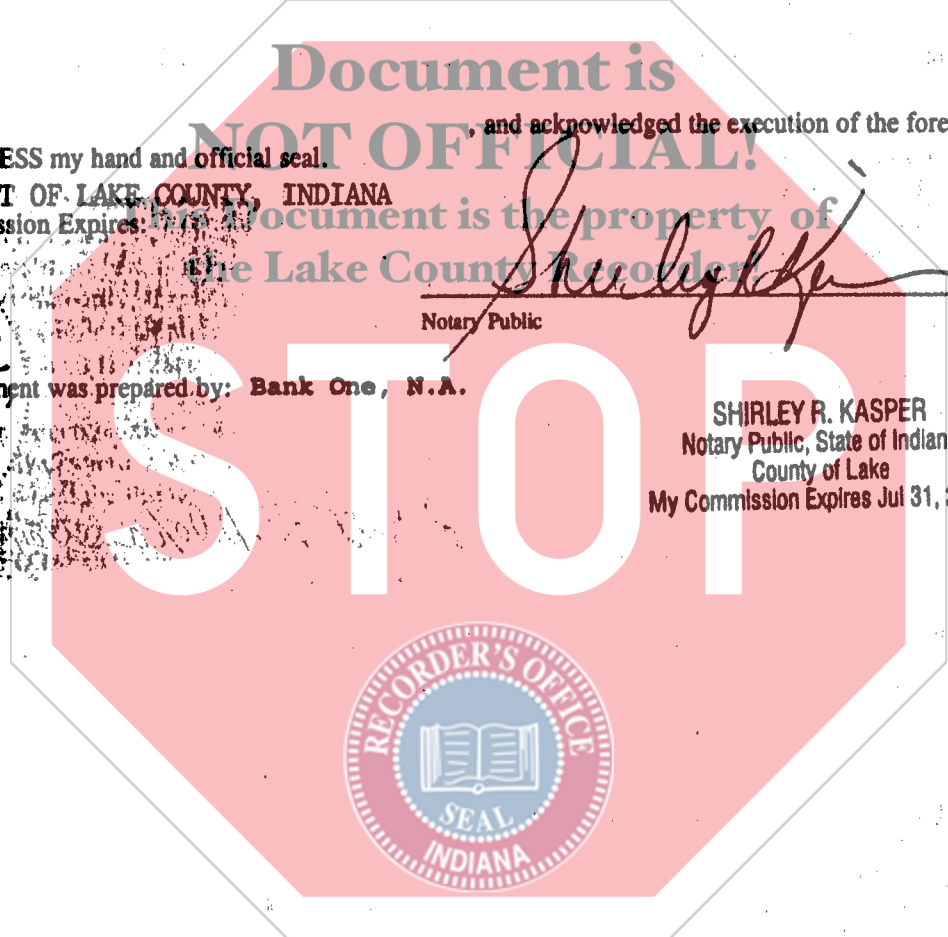 Document is
, and acknowledged the execution of the fore
NOT OFFICIAL!
ESS my hand and official seal.
T OF LAKE COUNTY, INDIANA
ssion Expires:
This Document is the property of
the Lake County Recorder!
Shirley R Kasper
Notary Public
ent was prepared by: Bank One, N.A.
STOP
SHIRLEY R. KASPER
Notary Public, State of Indian
County of Lake
My Commission Expires Jul 31,
RECORDER'S OFFICE
SEAL
INDIANA